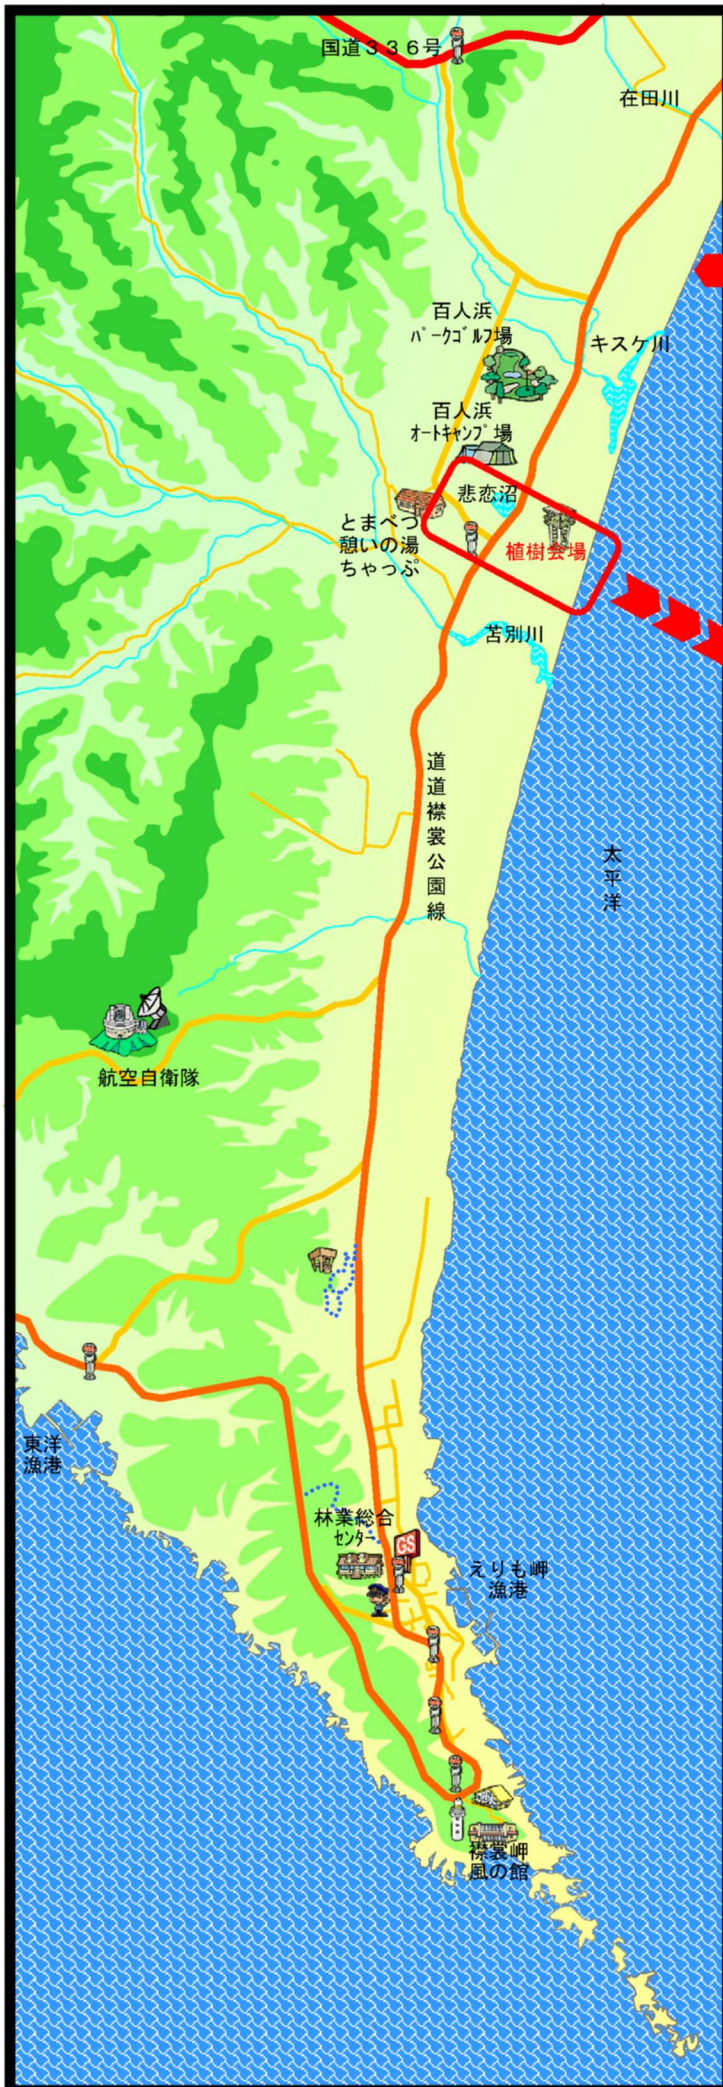 国道３３６号
在田川
百人浜
ﾊﾟｰｸｺﾞﾙﾌ場
キスケ川
百人浜
ｵｰﾄｷｬﾝﾌﾟ場
悲恋沼
とまべつ
憩いの湯
ちゃっぷ
植樹会場
苫別川
道道襟裳公園線
太平洋
航空自衛隊
東洋
漁港
林業総合
ｾﾝﾀｰ
GS
えりも岬
漁港
襟裳岬
風の館